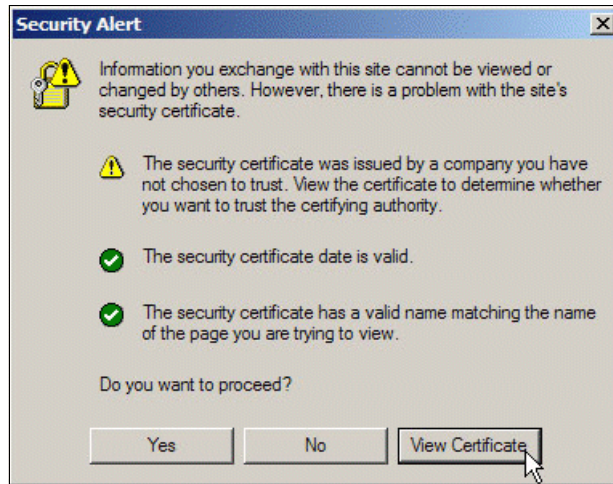 Security Alert
Information you exchange with this site cannot be viewed or
changed by others. However, there is a problem with the site's
security certificate.
The security certificate was issued by a company you have
not chosen to trust. View the certificate to determine whether
you want to trust the certifying authority.
The security certificate date is valid.
The security certificate has a valid name matching the name
of the page you are trying to view.
Do you want to proceed?
Yes No View Certificate